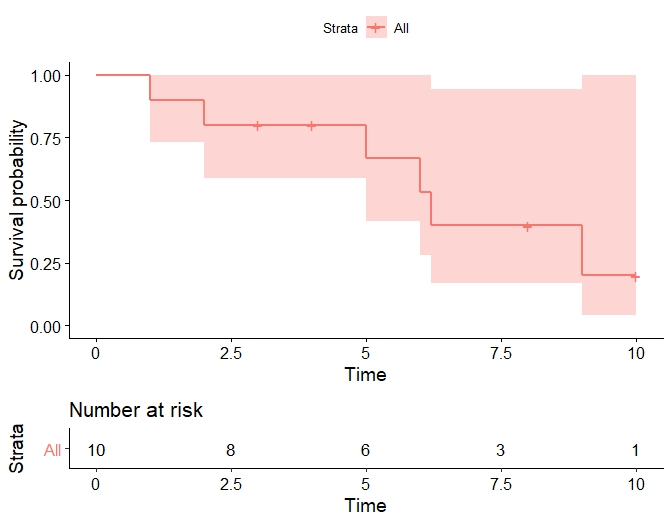 Strata All
Survival probability
1.00
0.75
0.50
0.25
0.00
0 2.5 5 7.5 10
Time
Number at risk
Strata
All 10 8 6 3 1
0 2.5 5 7.5 10
Time